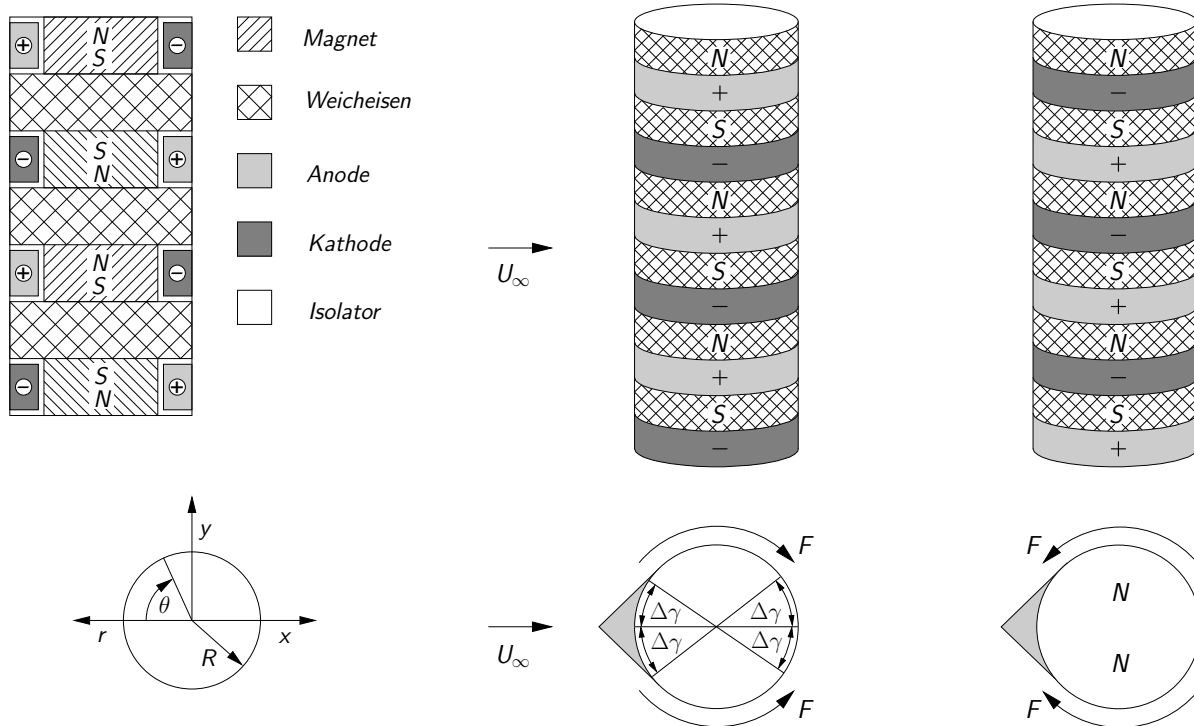 N
S
+
−
Magnet
Weicheisen
−
S
N
+
Anode
Kathode
+
N
S
−
Isolator
−
S
N
+
U∞
N
+
S
−
N
+
S
−
N
+
S
−
N
−
S
+
N
−
S
+
N
−
S
+
y
θ
r
x
R
U∞
F
Δγ
Δγ
Δγ
Δγ
F
F
N
N
F